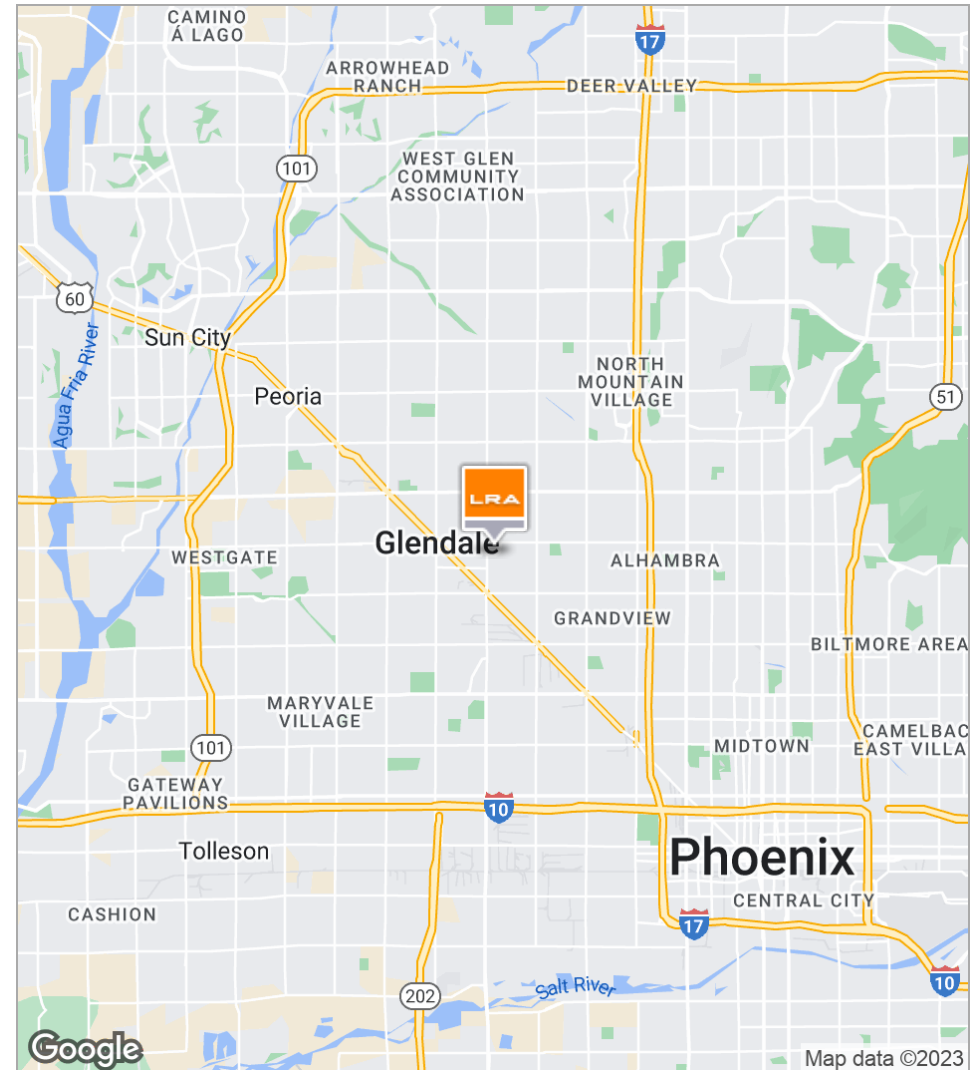 CAMINO
Á LAGO
17
ARROWHEAD
RANCH
DEER VALLEY
101
WEST GLEN
COMMUNITY
ASSOCIATION
60
Sun City
Agua Fria River
NORTH
MOUNTAIN
VILLAGE
Peoria
51
LRA
Glendale
WESTGATE
ALHAMBRA
GRANDVIEW
BILTMORE AREA
MARYVALE
VILLAGE
101
MIDTOWN
CAMELBAC
EAST VILLA
GATEWAY
PAVILIONS
10
Tolleson
Phoenix
CENTRAL CITY
CASHION
17
10
202
Salt River
Google
Map data ©2023